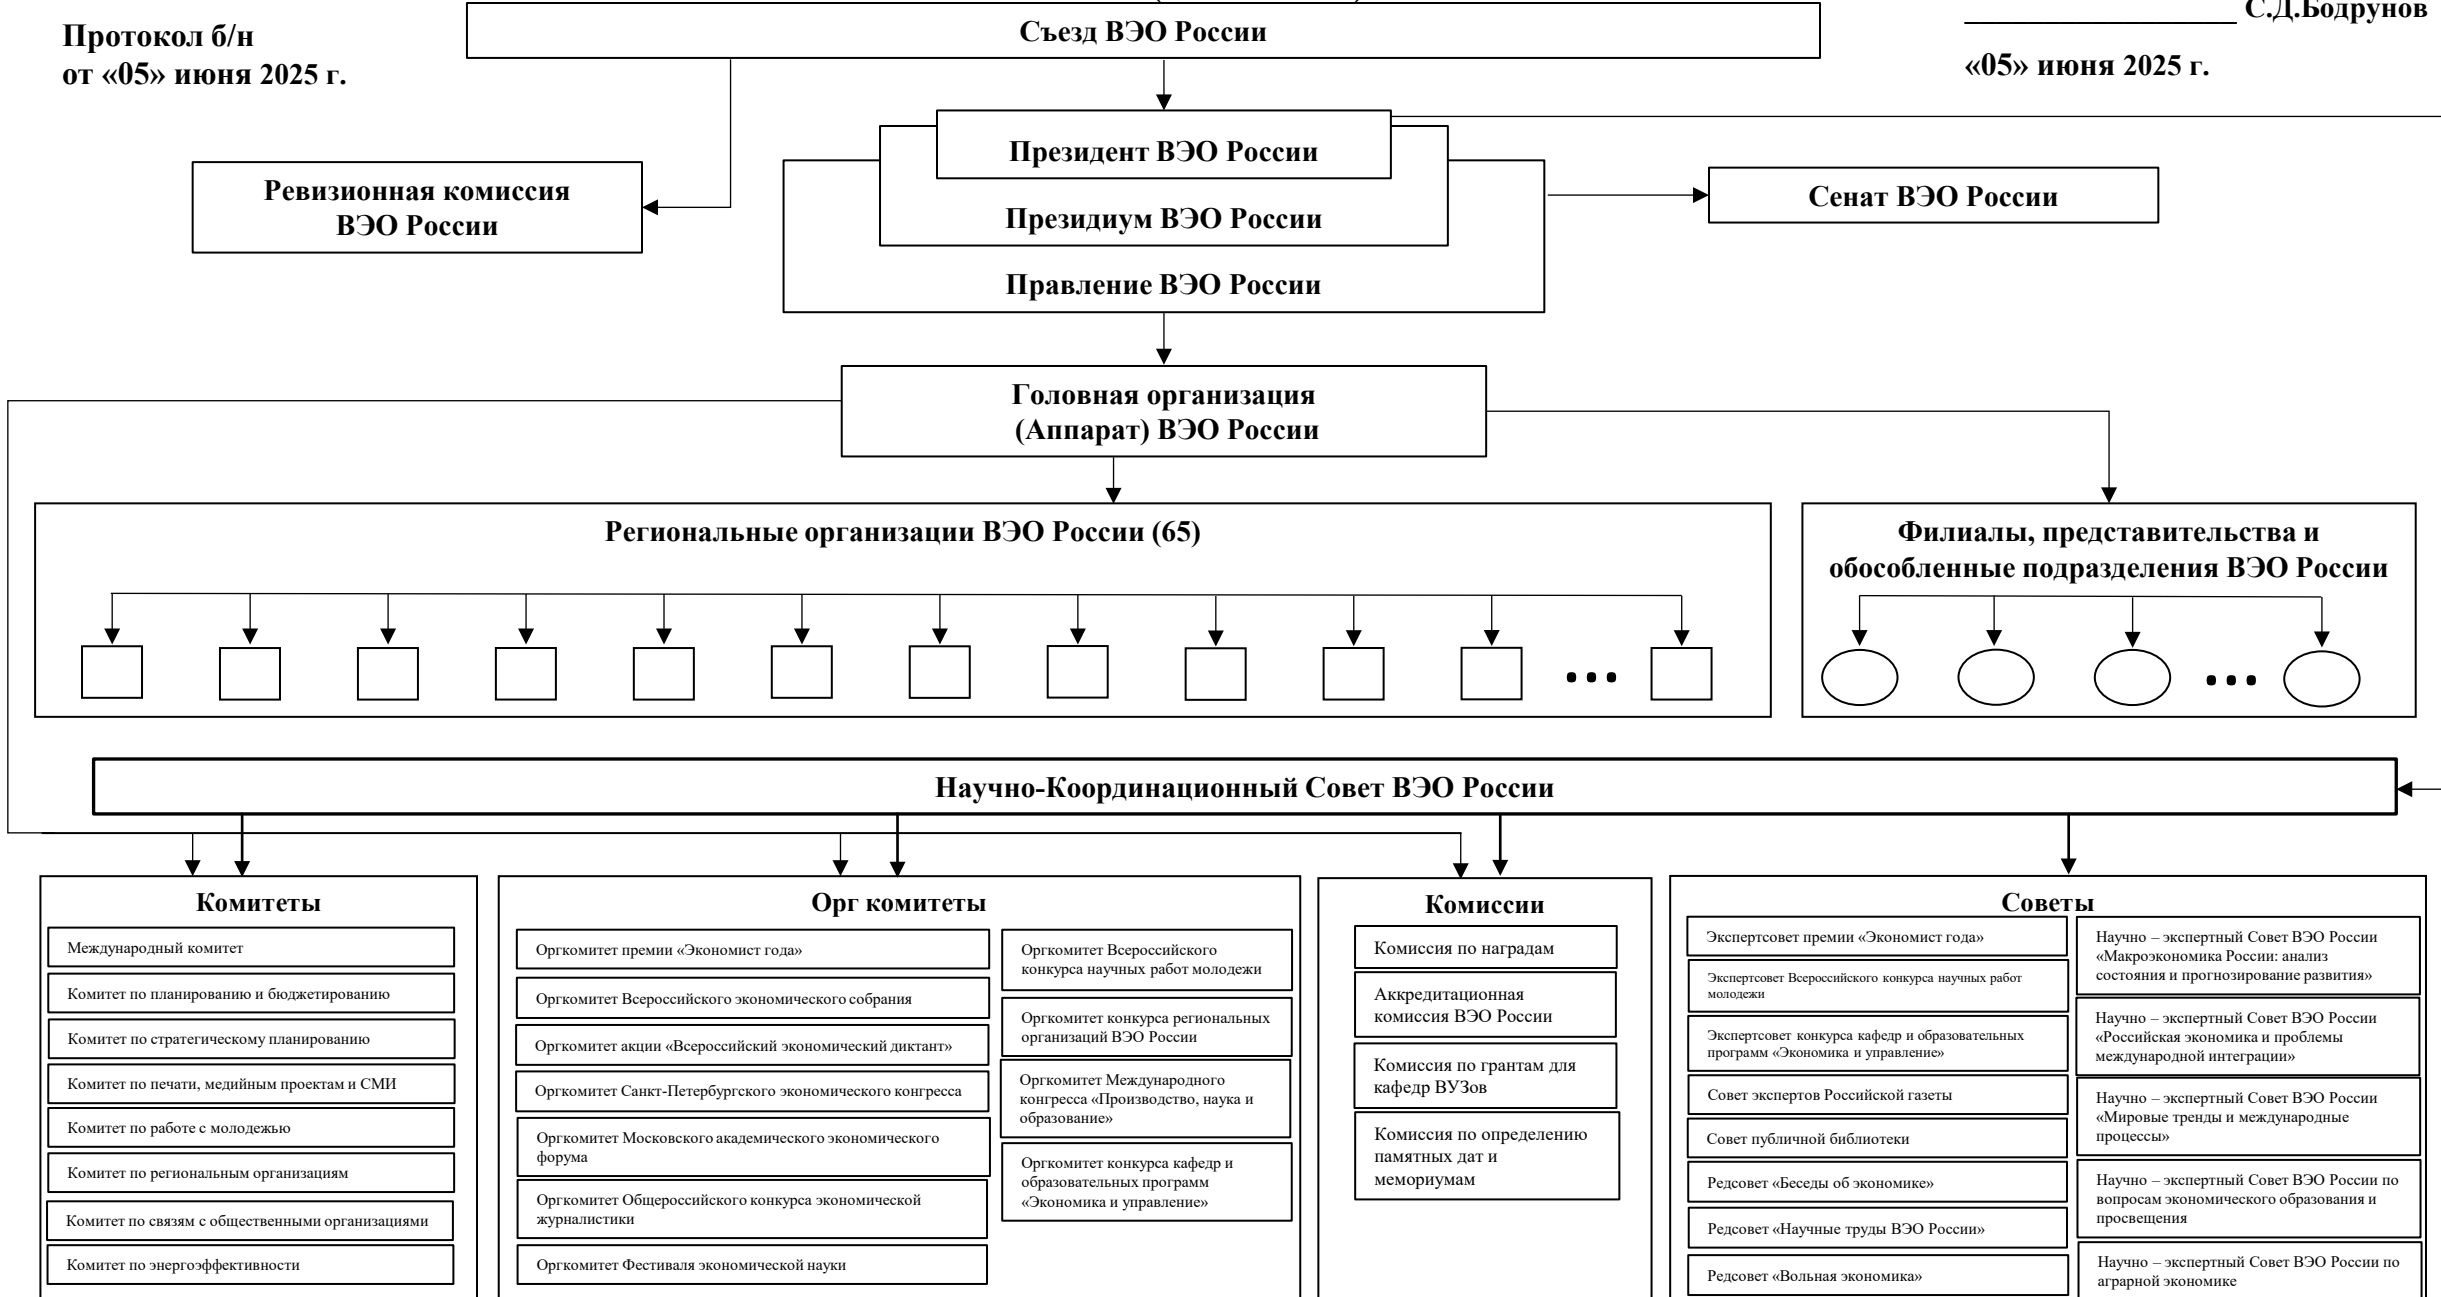 С.Д.Бодрунов
Протокол б/н
от «05» июня 2025 г.
Съезд ВЭО России
«05» июня 2025 г.
Президент ВЭО России
Президиум ВЭО России
Правление ВЭО России
Ревизионная комиссия
ВЭО России
Сенат ВЭО России
Головная организация
(Аппарат) ВЭО России
Региональные организации ВЭО России (65)
...
Филиалы, представительства и
обособленные подразделения ВЭО России
...
Научно-Координационный Совет ВЭО России
Комитеты
Международный комитет
Комитет по планированию и бюджетированию
Комитет по стратегическому планированию
Комитет по печати, медийным проектам и СМИ
Комитет по работе с молодежью
Комитет по региональным организациям
Комитет по связям с общественными организациями
Комитет по энергоэффективности
Орг комитеты
Оргкомитет премии «Экономист года»
Оргкомитет Всероссийского экономического собрания
Оргкомитет акции «Всероссийский экономический диктант»
Оргкомитет Санкт-Петербургского экономического конгресса
Оргкомитет Московского академического экономического
форума
Оргкомитет Общероссийского конкурса экономической
журналистики
Оргкомитет Фестиваля экономической науки
Оргкомитет Всероссийского
конкурса научных работ молодежи
Оргкомитет конкурса региональных
организаций ВЭО России
Оргкомитет Международного
конгресса «Производство, наука и
образование»
Оргкомитет конкурса кафедр и
образовательных программ
«Экономика и управление»
Комиссии
Комиссия по наградам
Аккредитационная
комиссия ВЭО России
Комиссия по грантам для
кафедр ВУЗов
Комиссия по определению
памятных дат и
мемориумам
Советы
Экспертсовет премии «Экономист года»
Экспертсовет Всероссийского конкурса научных работ
молодежи
Экспертсовет конкурса кафедр и образовательных
программ «Экономика и управление»
Совет экспертов Российской газеты
Совет публичной библиотеки
Редсовет «Беседы об экономике»
Редсовет «Научные труды ВЭО России»
Редсовет «Вольная экономика»
Научно – экспертный Совет ВЭО России
«Макроэкономика России: анализ
состояния и прогнозирование развития»
Научно – экспертный Совет ВЭО России
«Российская экономика и проблемы
международной интеграции»
Научно – экспертный Совет ВЭО России
«Мировые тренды и международные
процессы»
Научно – экспертный Совет ВЭО России по
вопросам экономического образования и
просвещения
Научно – экспертный Совет ВЭО России по
аграрной экономике